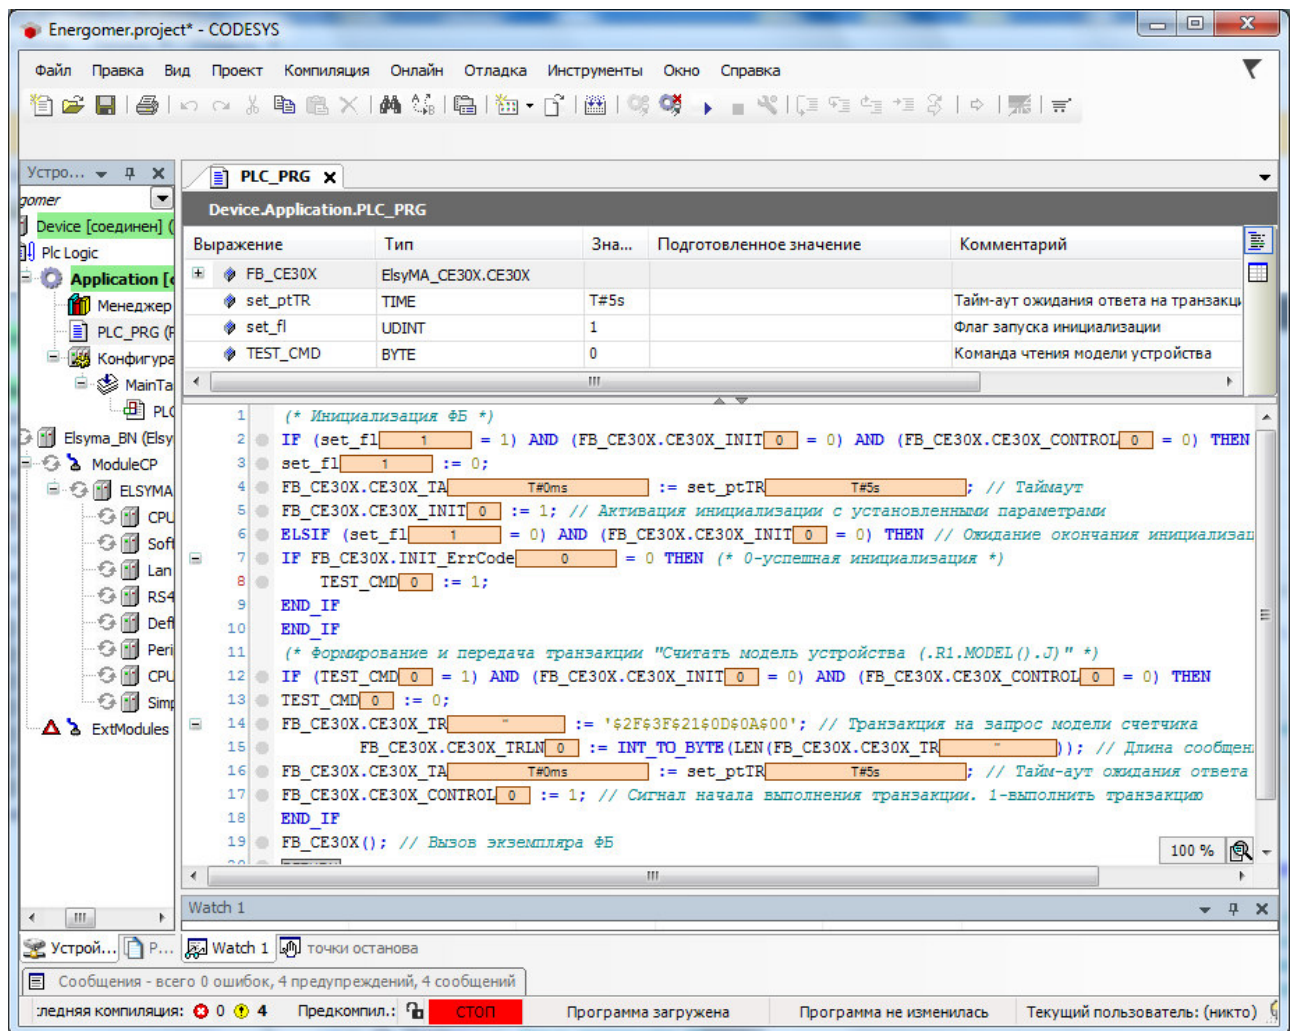 Energomer.project* - CODESYS
Файл Правка Вид Проект Компиляция Онлайн Отладка Инструменты Окно Справка
Устро...
gomer
Device [соединен] (
Plc Logic
Application [
Менеджер
PLC_PRG (F
Конфигура
MainTa
PLC
Elsyma_BN (Elsy
ModuleCP
ELSYMA
CPU
Soft
Lan
RS4
Defl
Peri
CPU
Simp
ExtModules
PLC_PRG X
Device.Application.PLC_PRG
Выражение Тип Зна... Подготовленное значение Комментарий
FB_CE30X ElsyMA_CE30X.CE30X
set_ptTR TIME T#5s Тайм-аут ожидания ответа на транзакци
set_fl UDINT 1 Флаг запуска инициализации
TEST_CMD BYTE 0 Команда чтения модели устройства
1 (* Инициализация ФБ *)
2 IF (set_fl 1 = 1) AND (FB_CE30X.CE30X_INIT 0 = 0) AND (FB_CE30X.CE30X_CONTROL 0 = 0) THEN
3 set_fl 1 := 0;
4 FB_CE30X.CE30X_TA T#0ms := set_ptTR T#5s ; // Таймаут
5 FB_CE30X.CE30X_INIT 0 := 1; // Активация инициализации с установленными параметрами
6 ELSIF (set_fl 1 = 0) AND (FB_CE30X.CE30X_INIT 0 = 0) THEN // Ожидание окончания инициализац
7 IF FB_CE30X.INIT_ErrCode 0 = 0 THEN (* 0-успешная инициализация *)
8 TEST_CMD 0 := 1;
9 END_IF
10 END_IF
11 (* Формирование и передача транзакции "Считать модель устройства (.R1.MODEL().J)" *)
12 IF (TEST_CMD 0 = 1) AND (FB_CE30X.CE30X_INIT 0 = 0) AND (FB_CE30X.CE30X_CONTROL 0 = 0) THEN
13 TEST_CMD 0 := 0;
14 FB_CE30X.CE30X_TR '' := '$2F$3F$21$0D$0A$00'; // Транзакция на запрос модели счетчика
15 FB_CE30X.CE30X_TRLN 0 := INT_TO_BYTE(LEN(FB_CE30X.CE30X_TR '' )); // Длина сообщен
16 FB_CE30X.CE30X_TA T#0ms := set_ptTR T#5s ; // Тайм-аут ожидания ответа
17 FB_CE30X.CE30X_CONTROL 0 := 1; // Сигнал начала выполнения транзакции. 1-выполнить транзакцию
18 END_IF
19 FB_CE30X(); // Вызов экземпляра ФБ
100 %
Watch 1
Устрой... P... Watch 1 точки останова
Сообщения - всего 0 ошибок, 4 предупреждений, 4 сообщений
ледняя компиляция: 0 4 Предкомпил.: СТОП Программа загружена Программа не изменилась Текущий пользователь: (никто)